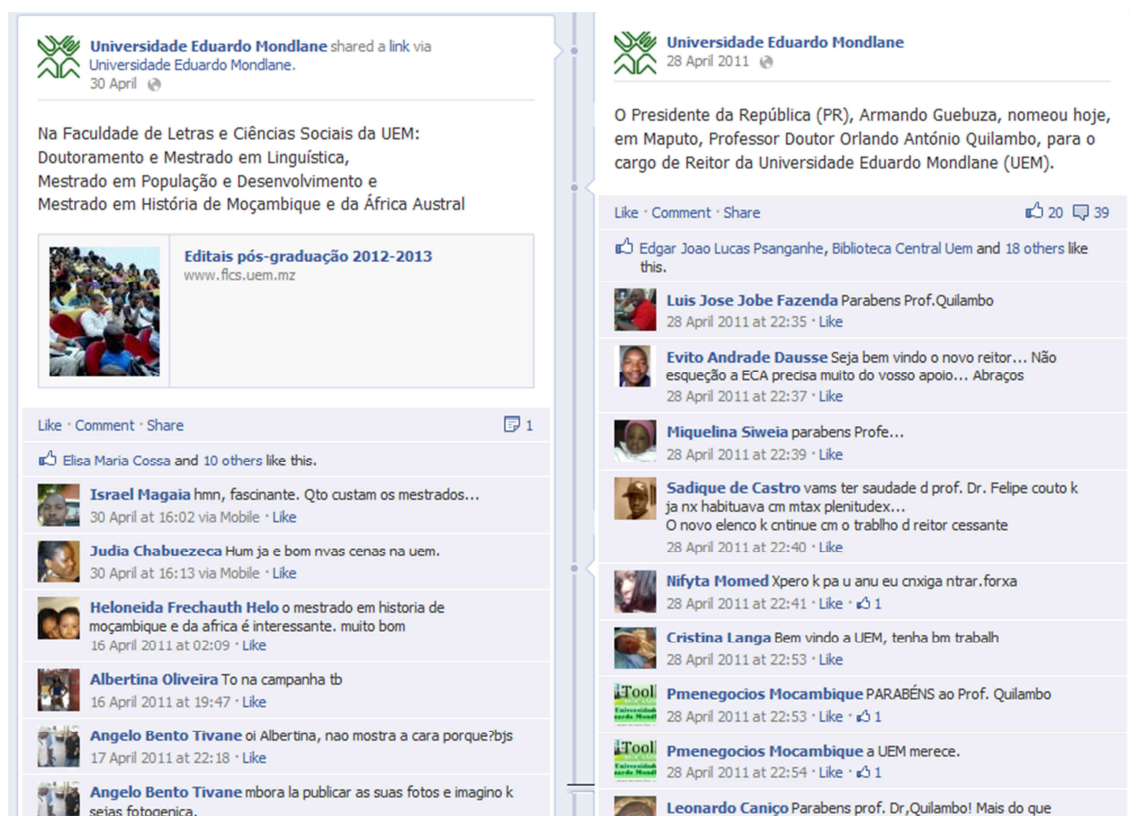 Universidade Eduardo Mondlane shared a link via
Universidade Eduardo Mondlane.
30 April
Na Faculdade de Letras e Ciências Sociais da UEM:
Doutoramento e Mestrado em Linguística,
Mestrado em População e Desenvolvimento e
Mestrado em História de Moçambique e da África Austral
Editais pós-graduação 2012-2013
www.flcs.uem.mz
Like · Comment · Share 1
Elisa Maria Cossa and 10 others like this.
Israel Magaia hmn, fascinante. Qto custam os mestrados...
30 April at 16:02 via Mobile · Like
Judia Chabuezeca Hum ja e bom nvas cenas na uem.
30 April at 16:13 via Mobile · Like
Heloneida Frechauth Helo o mestrado em historia de
moçambique e da africa é interessante. muito bom
16 April 2011 at 02:09 · Like
Albertina Oliveira To na campanha tb
16 April 2011 at 19:47 · Like
Angelo Bento Tivane oi Albertina, nao mostra a cara porque?bjs
17 April at 22:18 · Like
Angelo Bento Tivane mbora la publicar as suas fotos e imagino k
sejas fotogenica.
Universidade Eduardo Mondlane
28 April 2011
O Presidente da República (PR), Armando Guebuza, nomeou hoje,
em Maputo, Professor Doutor Orlando António Quilambo, para o
cargo de Reitor da Universidade Eduardo Mondlane (UEM).
Like · Comment · Share 20 39
Edgar Joao Lucas Psanganhe, Biblioteca Central Uem and 18 others like
this.
Luis Jose Jobe Fazenda Parabens Prof.Quilambo
28 April 2011 at 22:35 · Like
Evito Andrade Dausse Seja bem vindo o novo reitor... Não
esqueção a ECA precisa muito do vosso apoio... Abraços
28 April 2011 at 22:37 · Like
Miquelina Siweia parabens Profe...
28 April 2011 at 22:39 · Like
Sadique de Castro vams ter saudade d prof. Dr. Felipe couto k
ja nx habituava cm mtax plenitudex...
O novo elenco k cntinue cm o trablho d reitor cessante
28 April 2011 at 22:40 · Like
Nifyta Momed Xpero k pa u anu eu cnxiga ntrar.forxa
28 April 2011 at 22:41 · Like · 1
Cristina Langa Bem vindo a UEM, tenha bm trabalh
28 April 2011 at 22:53 · Like
Tool
Pmenegocios Mocambique PARABÉNS ao Prof. Quilambo
28 April 2011 at 22:53 · Like · 1
Tool
Pmenegocios Mocambique a UEM merece.
28 April 2011 at 22:54 · Like · 1
Leonardo Caniço Parabens prof. Dr,Quilambo! Mais do que